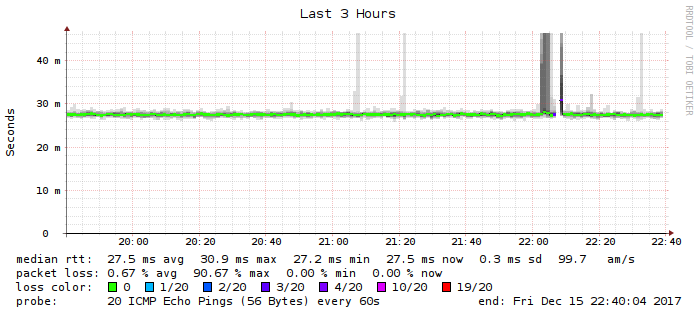 Last 3 Hours
RRDTOOL / TOBI OETIKER
Seconds
40 m
30 m
20 m
10 m
0
20:00 20:20 20:40 21:00 21:20 21:40 22:00 22:20 22:40
median rtt: 27.5 ms avg 30.9 ms max 27.2 ms min 27.5 ms now 0.3 ms sd 99.7 am/s
packet loss: 0.67 % avg 90.67 % max 0.00 % min 0.00 % now
loss color: 0 1/20 2/20 3/20 4/20 10/20 19/20
probe: 20 ICMP Echo Pings (56 Bytes) every 60s end: Fri Dec 15 22:40:04 2017